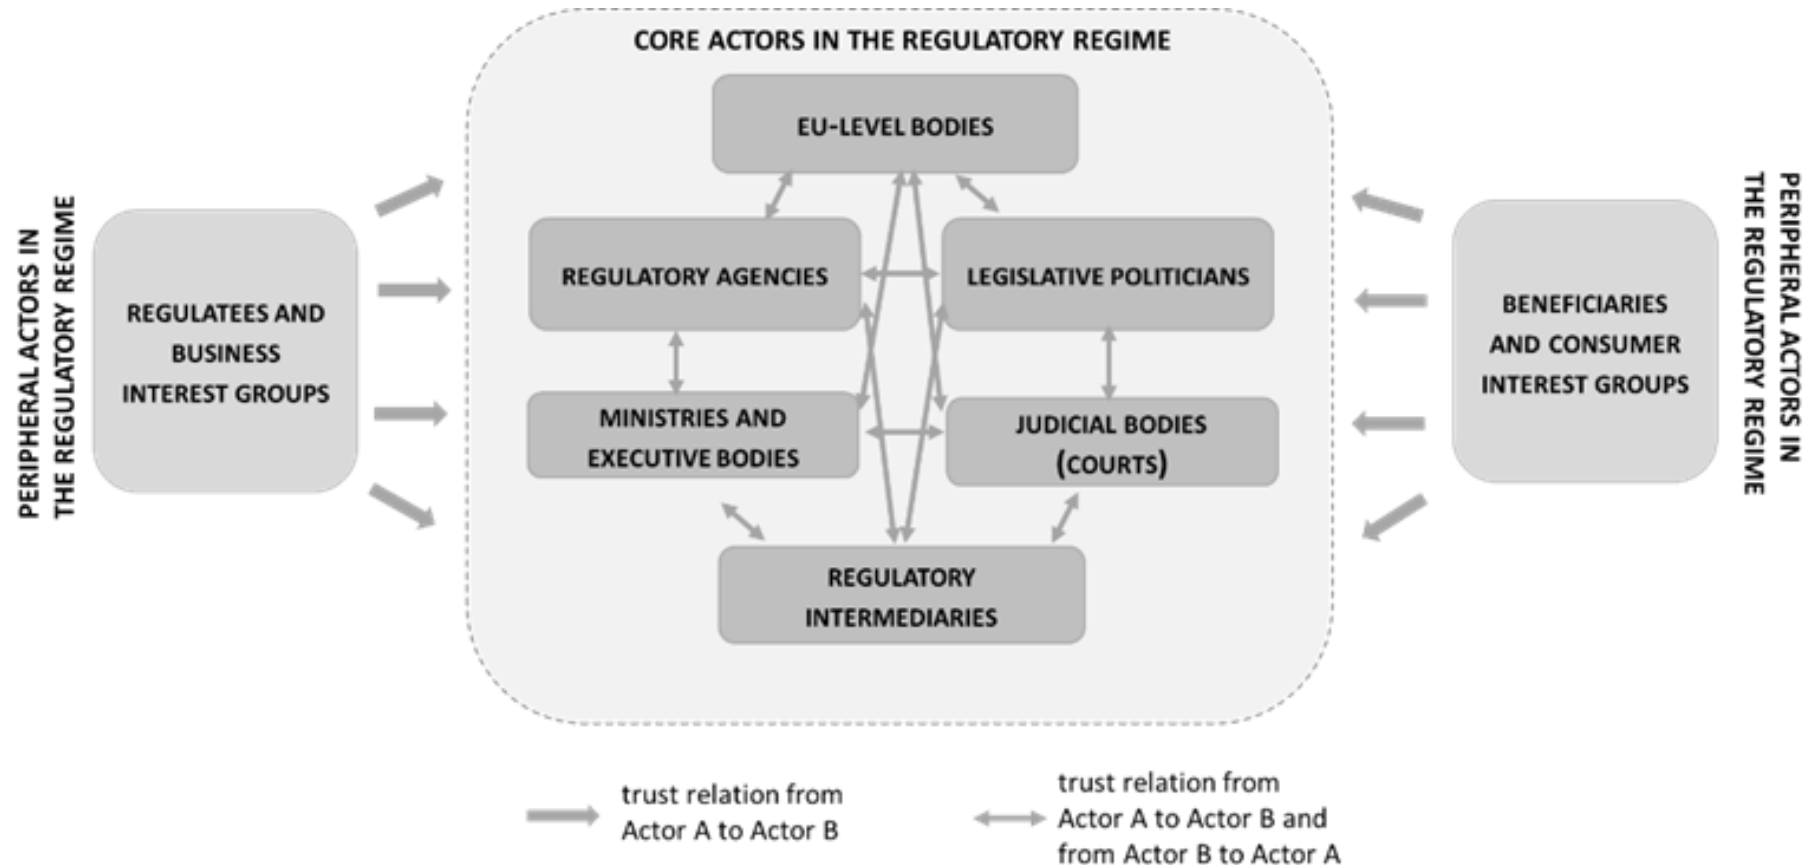 CORE ACTORS IN THE REGULATORY REGIME
EU-LEVEL BODIES
PERIPHERAL ACTORS IN
THE REGULATORY REGIME
REGULATEES AND
BUSINESS
INTEREST GROUPS
REGULATORY AGENCIES
LEGISLATIVE POLITICIANS
MINISTRIES AND
EXECUTIVE BODIES
JUDICIAL BODIES
(COURTS)
REGULATORY
INTERMEDIARIES
BENEFICIARIES
AND CONSUMER
INTEREST GROUPS
PERIPHERAL ACTORS IN
THE REGULATORY REGIME
trust relation from
Actor A to Actor B
trust relation from
Actor A to Actor B and
from Actor B to Actor A